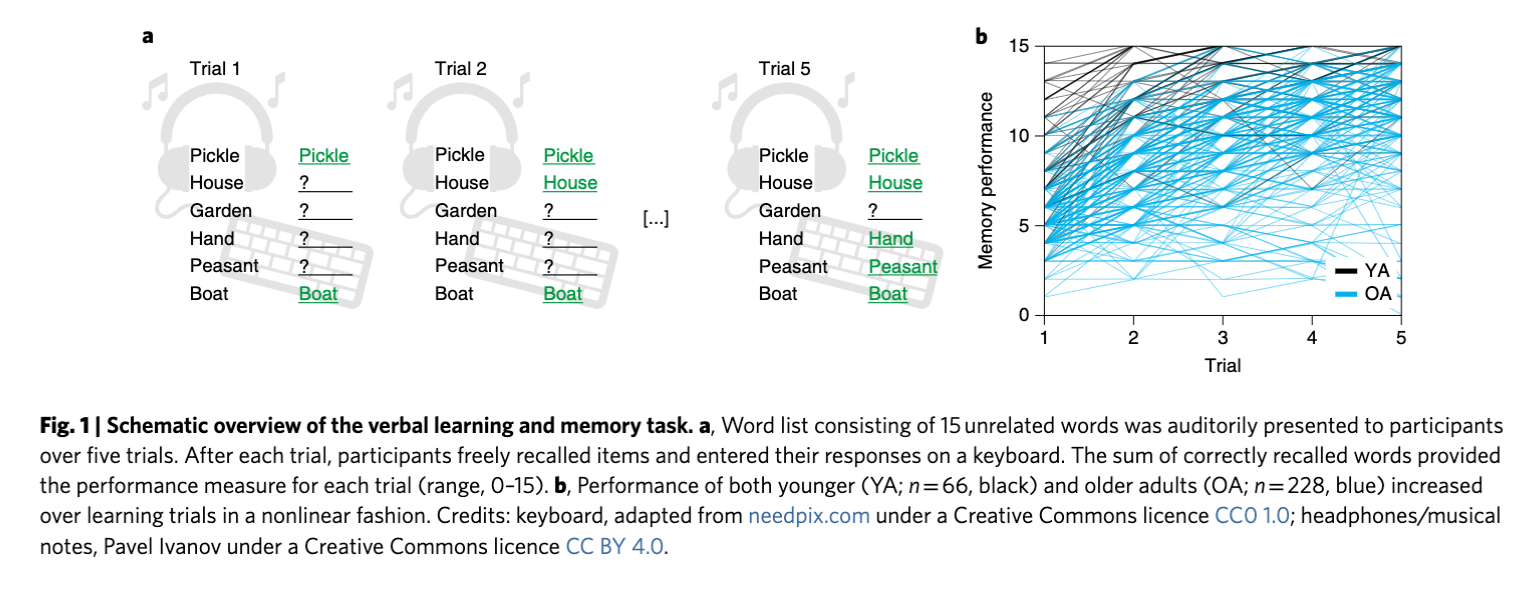 a
Trial 1
Pickle Pickle
House ?
Garden ?
Hand ?
Peasant ?
Boat Boat
Trial 2
Pickle Pickle
House House
Garden ?
Hand ?
Peasant ?
Boat Boat
[...]
Trial 5
Pickle Pickle
House House
Garden ?
Hand Hand
Peasant Peasant
Boat Boat
b
Memory performance
15
10
5
0
YA
OA
1 2 3 4 5
Trial
Fig. 1 | Schematic overview of the verbal learning and memory task. a, Word list consisting of 15 unrelated words was auditorily presented to participants
over five trials. After each trial, participants freely recalled items and entered their responses on a keyboard. The sum of correctly recalled words provided
the performance measure for each trial (range, 0–15). b, Performance of both younger (YA; n = 66, black) and older adults (OA; n = 228, blue) increased
over learning trials in a nonlinear fashion. Credits: keyboard, adapted from needpix.com under a Creative Commons licence CC0 1.0; headphones/musical
notes, Pavel Ivanov under a Creative Commons licence CC BY 4.0.